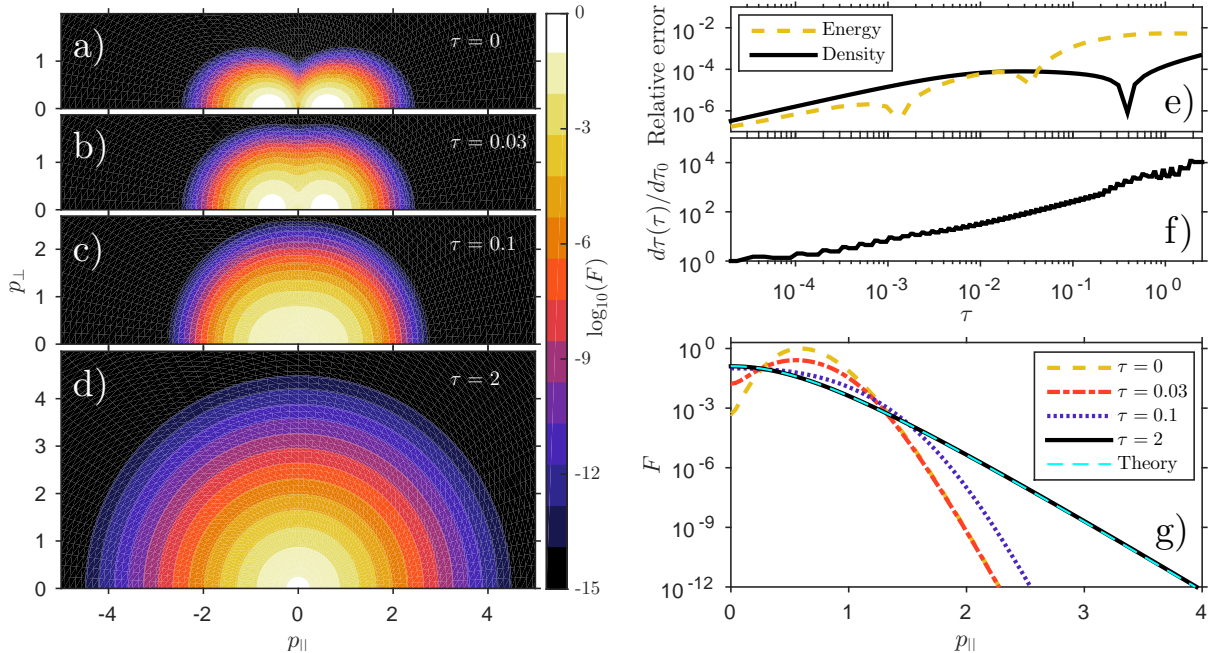 a)
τ = 0
2
1
0
b)
τ = 0.03
1
0
c)
τ = 0.1
2
1
0
p⊥
d)
τ = 2
4
3
2
1
0
-4
-2
0
2
4
p||
0
-3
-6
-9
-12
-15
log10(F)
Relative error
10^0
10^-2
10^-4
10^-6
Energy
Density
e)
dτ(τ)/dτ0
10^4
10^2
10^0
f)
10^-4
10^-3
10^-2
10^-1
10^0
τ
F
10^0
10^-3
10^-6
10^-9
10^-12
τ = 0
τ = 0.03
τ = 0.1
τ = 2
Theory
g)
0
1
2
3
4
p||